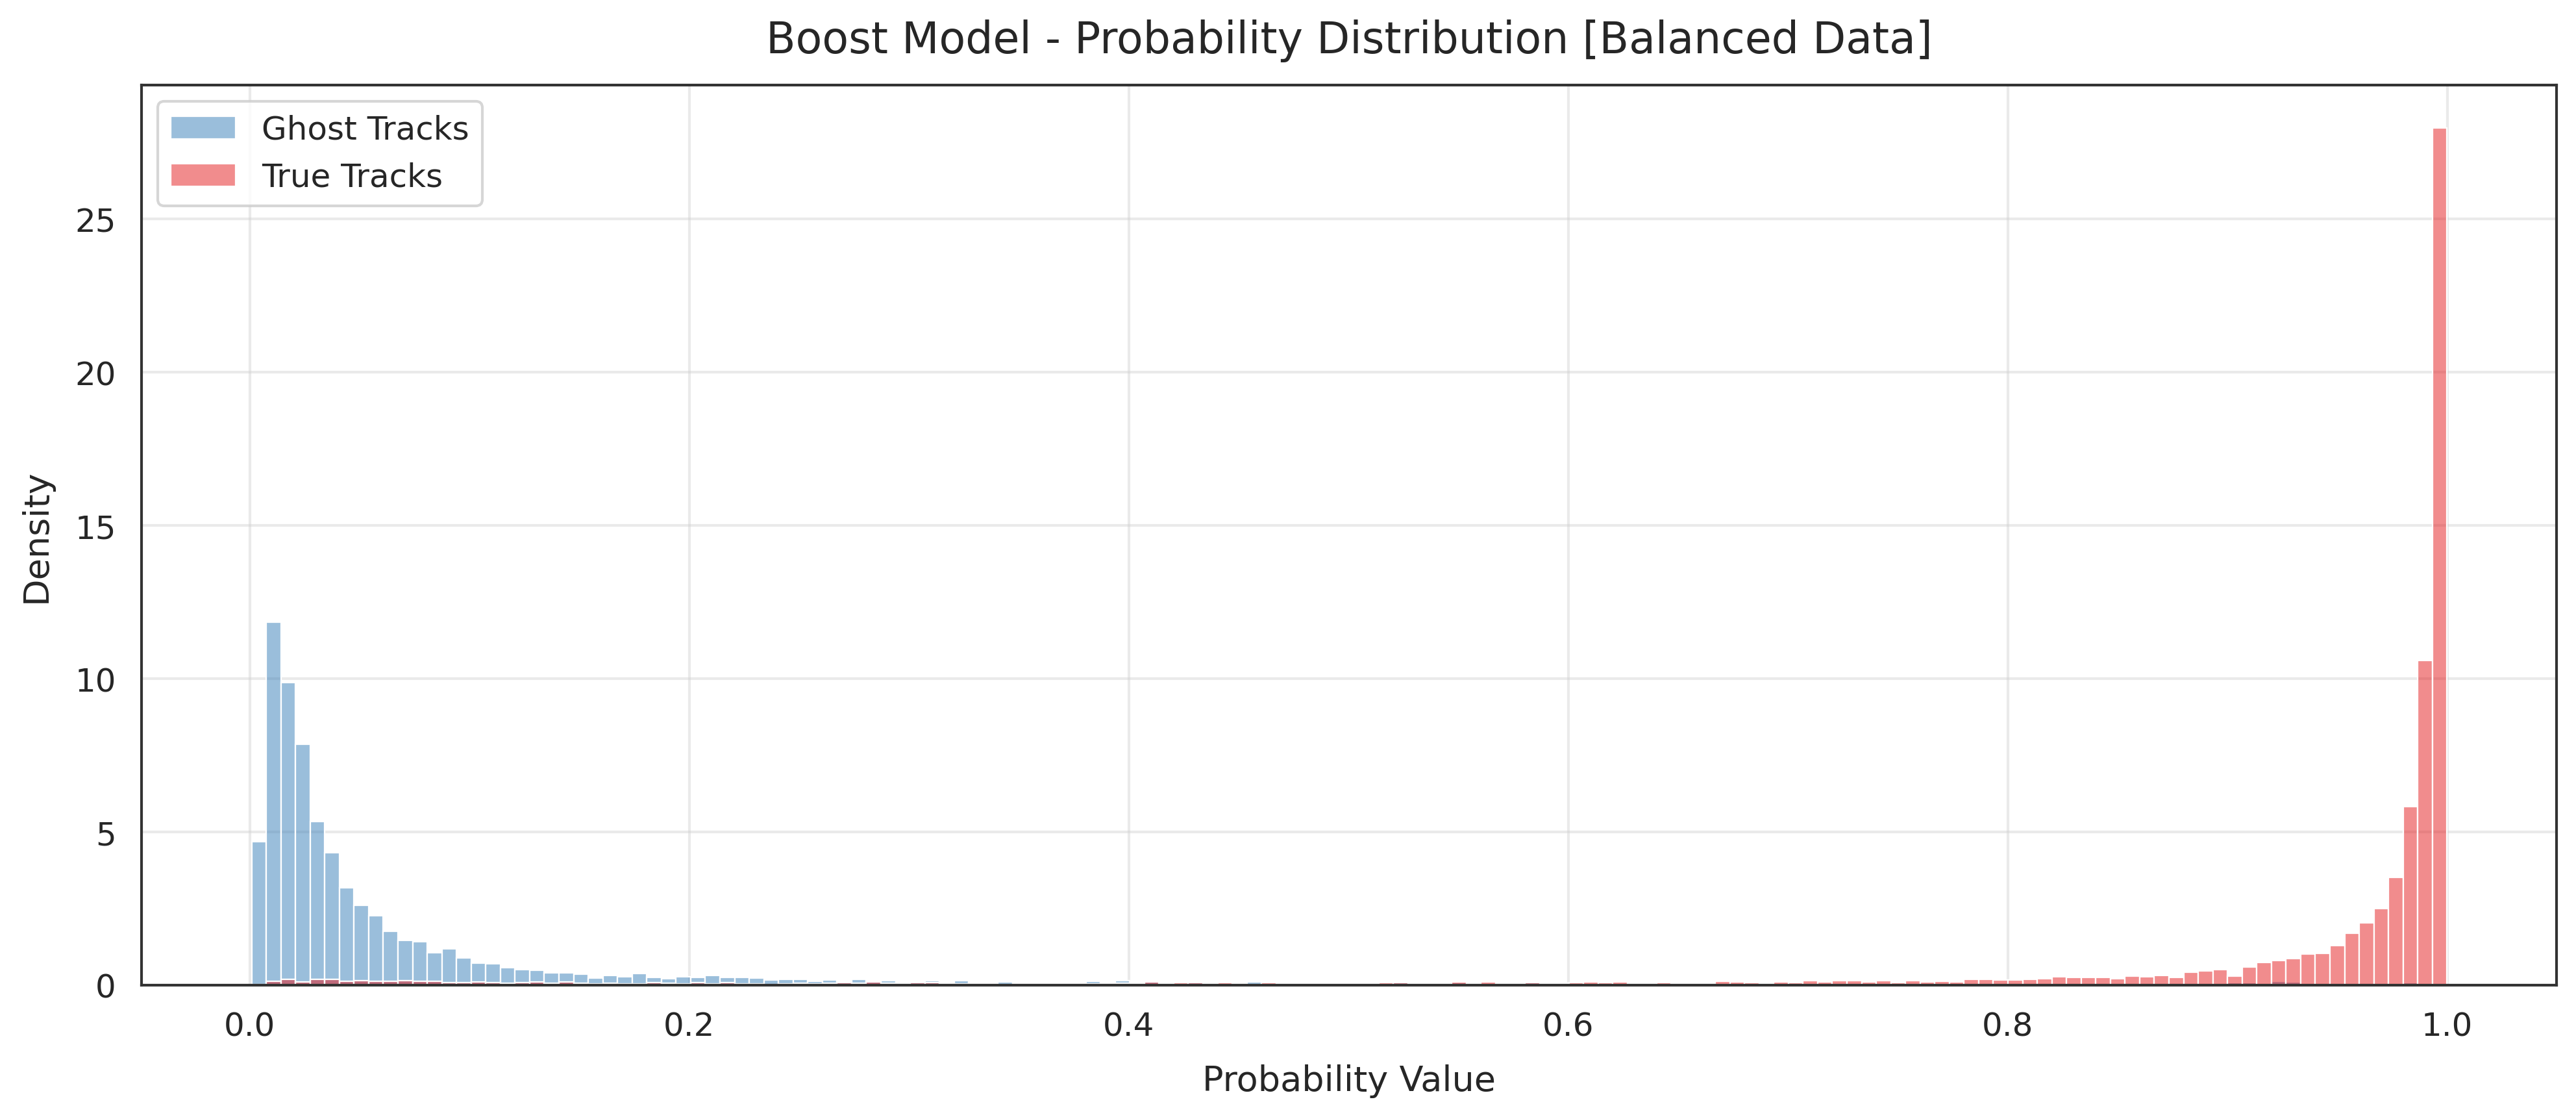 Boost Model - Probability Distribution [Balanced Data]
Ghost Tracks
True Tracks
25
20
15
10
5
0
Density
0.0 0.2 0.4 0.6 0.8 1.0
Probability Value